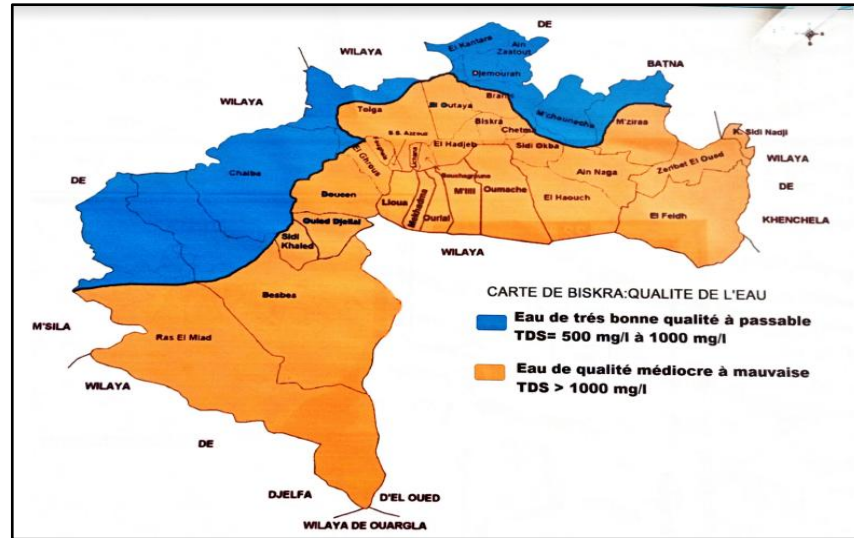 DE
WILAYA
El Kantara
Ain
Zaatout
BATNA
Djemourah
WILAYA
Branis
Tolga
El Outaya
M'chounecha
M'ziraa
Biskra
Chetma
K. Sidi Nadji
El Hadjeb
Sidi Okba
WILAYA
DE
Chaiba
El Ghrous
Lichana
Bouchagroune
Ain Naga
Zeribet El Oued
DE
Doucen
Lioua
Mekhadma
M'lili
Oumache
El Haouch
KHENCHELA
Ourlal
El Feidh
Ouled Djellal
Sidi
Khaled
WILAYA
Besbes
CARTE DE BISKRA:QUALITE DE L'EAU
Eau de trés bonne qualité à passable
TDS= 500 mg/l à 1000 mg/l
M'SILA
Ras El Miad
Eau de qualité médiocre à mauvaise
TDS > 1000 mg/l
WILAYA
DE
DJELFA
D'EL OUED
WILAYA DE OUARGLA